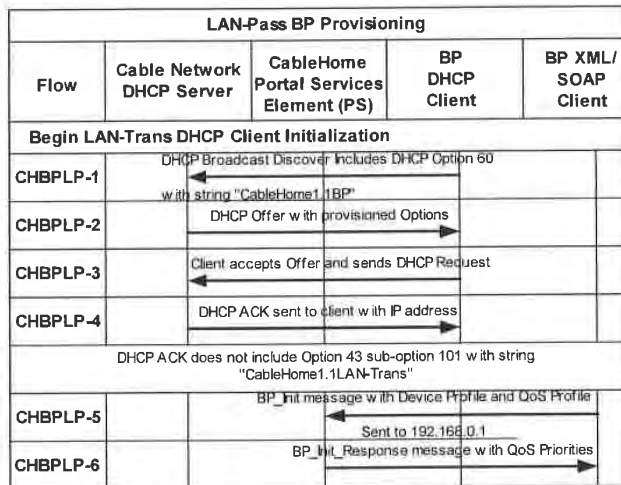 LAN-Pass BP Provisioning
Flow
Cable Network
DHCP Server
CableHome
Portal Services
Element (PS)
BP
DHCP
Client
BP XML/
SOAP
Client
Begin LAN-Trans DHCP Client Initialization
CHBPLP-1
DHCP Broadcast Discover Includes DHCP Option 60
with string "CableHome1.1BP"
CHBPLP-2
DHCP Offer with provisioned Options
CHBPLP-3
Client accepts Offer and sends DHCP Request
CHBPLP-4
DHCP ACK sent to client with IP address
DHCP ACK does not include Option 43 sub-option 101 with string
"CableHome1.1LAN-Trans"
CHBPLP-5
BP_Init message with Device Profile and QoS Profile
Sent to 192.168.0.1
CHBPLP-6
BP_Init_Response message with QoS Priorities